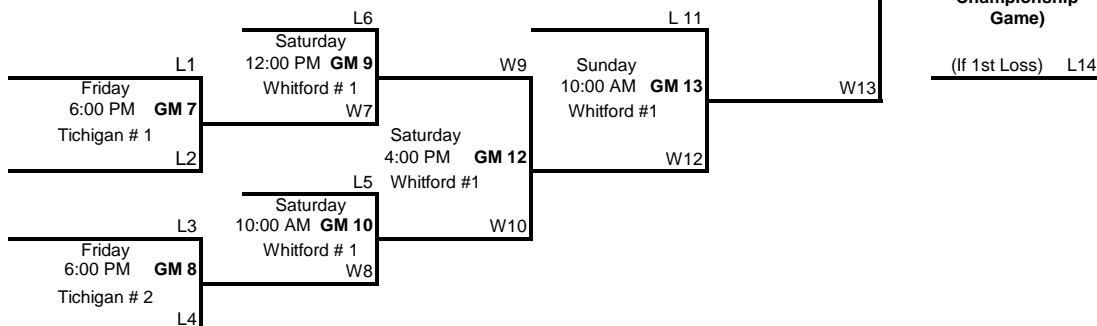 Championship
Game)
L6
L 11
Saturday
12:00 PM GM 9
Whitford # 1
L1
W9
Sunday
10:00 AM GM 13
Whitford #1
(If 1st Loss) L14
Friday
6:00 PM GM 7
Tichigan # 1
W7
W13
L2
Saturday
4:00 PM GM 12
Whitford #1
W12
L5
Saturday
10:00 AM GM 10
Whitford # 1
L3
W10
Friday
6:00 PM GM 8
Tichigan # 2
W8
L4